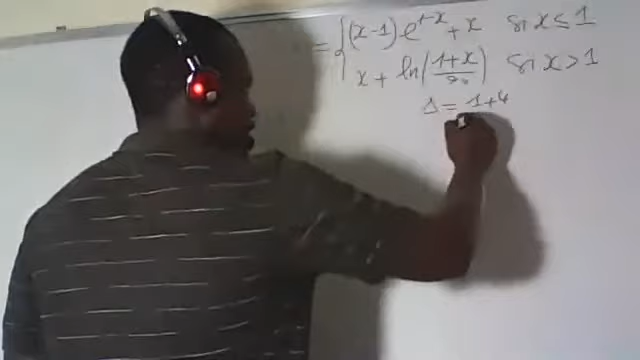 = { (x-1)e^{1-x} + x si x ≤ 1
x + ln(1+x/2x) si x > 1
Δ = 1+4